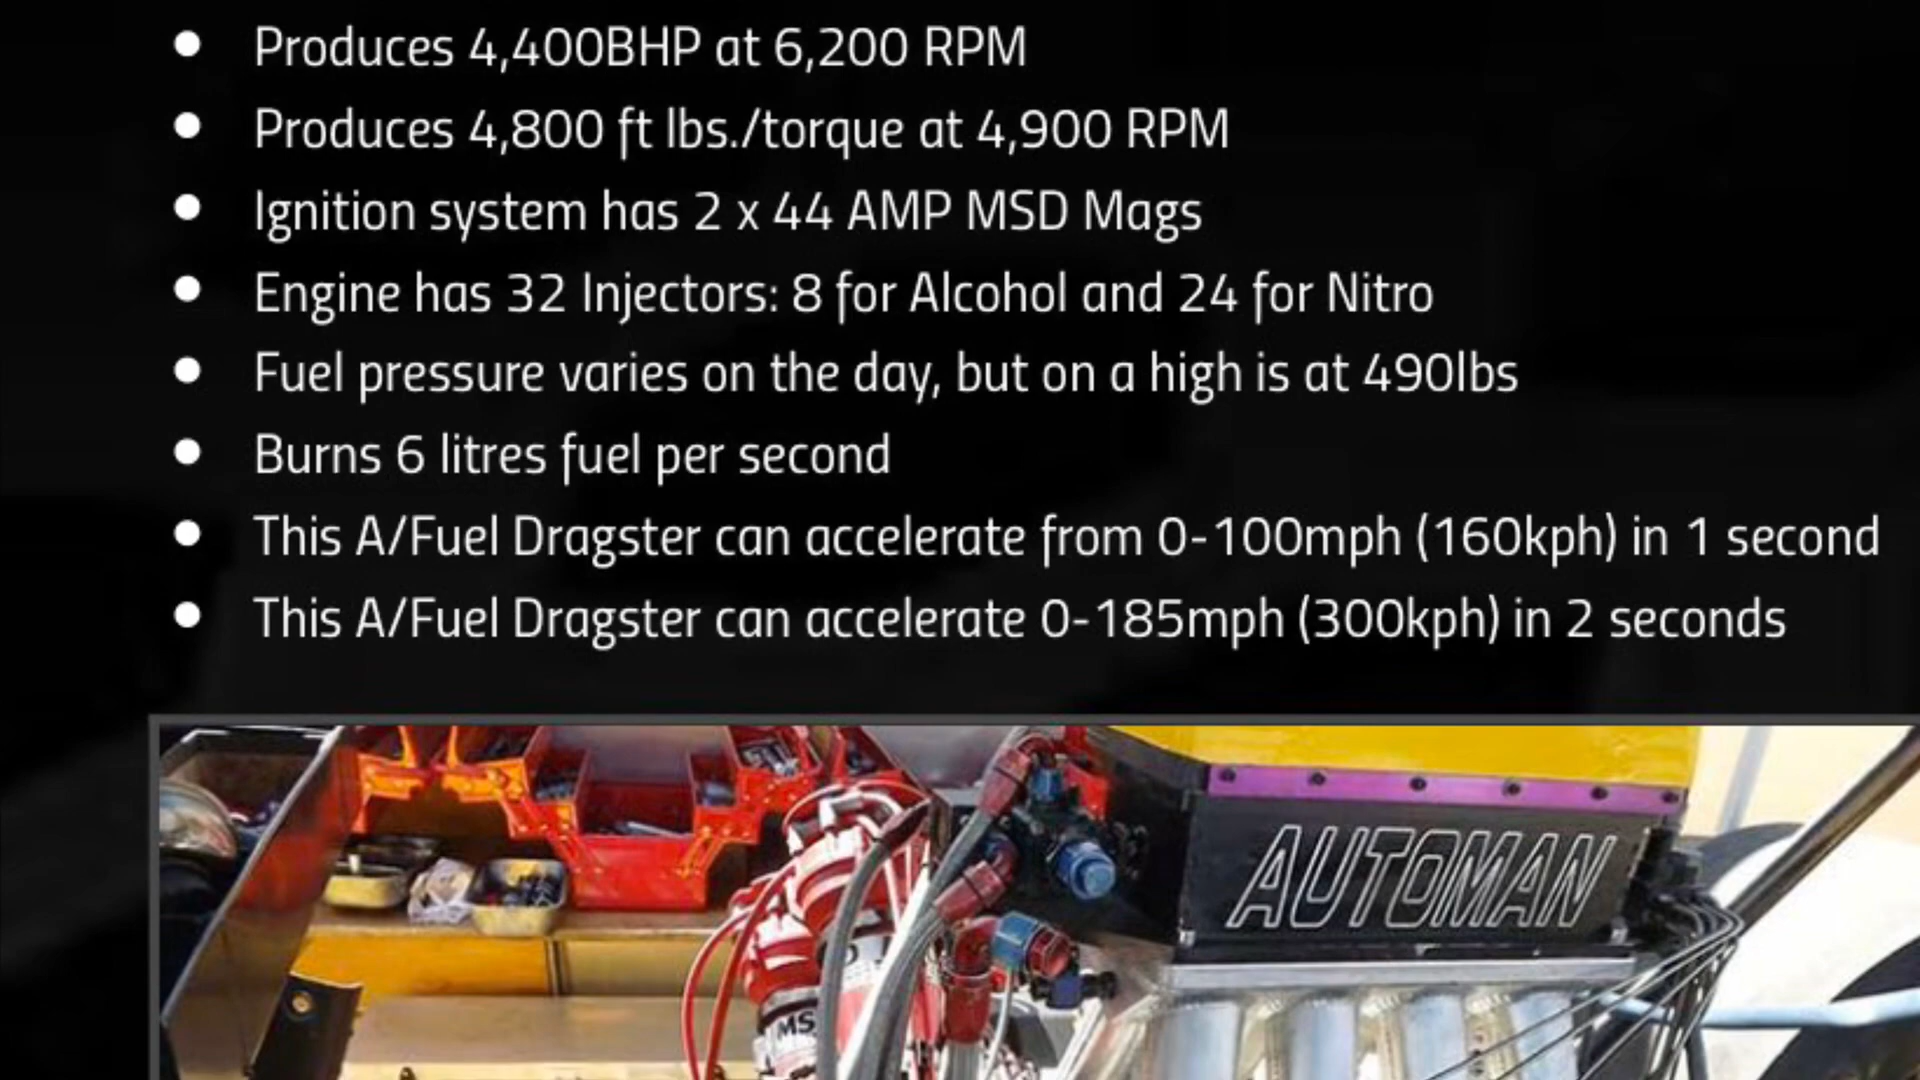 Produces 4,400BHP at 6,200 RPM
Produces 4,800 ft lbs./torque at 4,900 RPM
Ignition system has 2 x 44 AMP MSD Mags
Engine has 32 Injectors: 8 for Alcohol and 24 for Nitro
Fuel pressure varies on the day, but on a high is at 490lbs
Burns 6 litres fuel per second
This A/Fuel Dragster can accelerate from 0-100mph (160kph) in 1 second
This A/Fuel Dragster can accelerate 0-185mph (300kph) in 2 seconds
AUTOMAN
MS